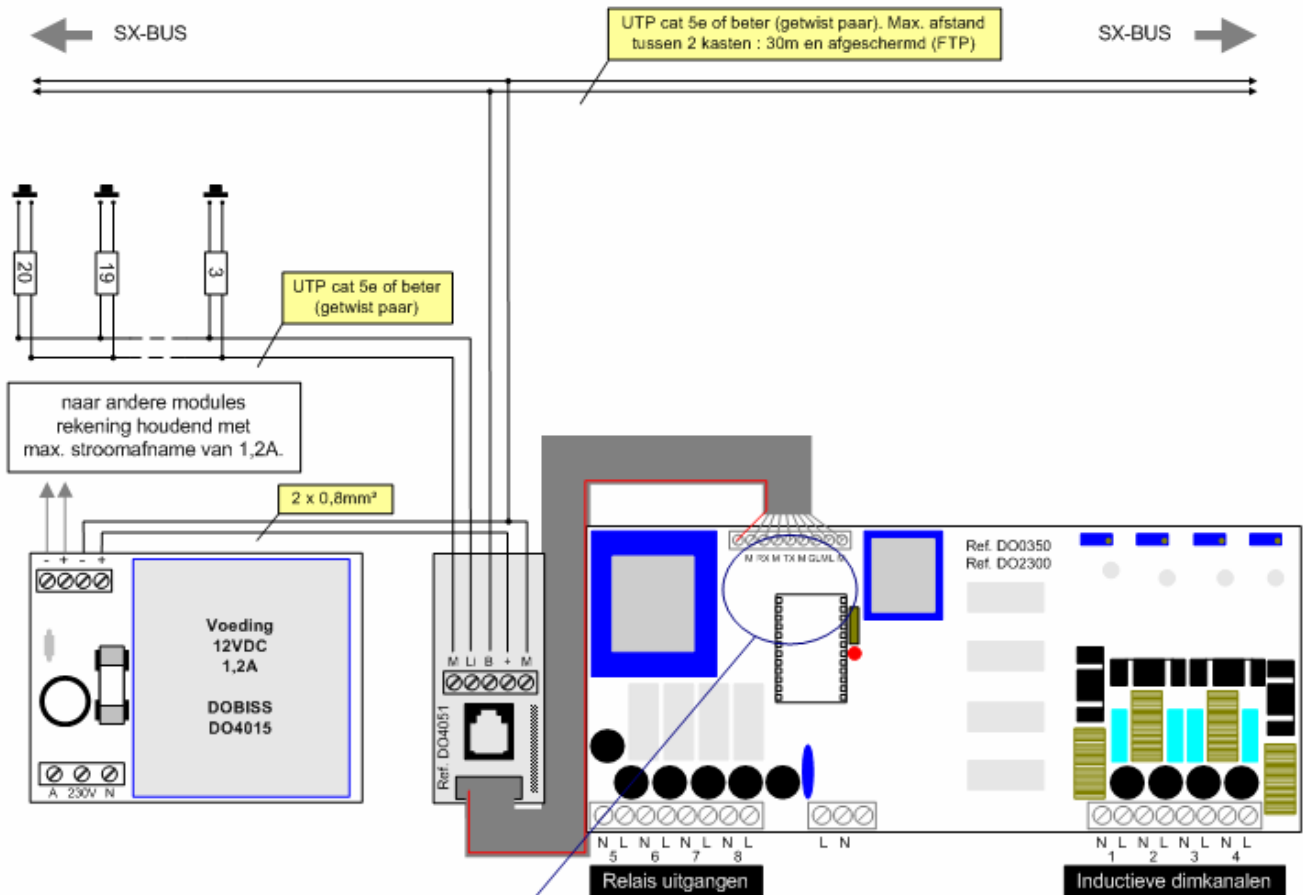 SX-BUS
UTP cat 5e of beter (getwist paar). Max. afstand
tussen 2 kasten : 30m en afgeschermd (FTP)
SX-BUS
20
19
3
UTP cat 5e of beter
(getwist paar)
naar andere modules
rekening houdend met
max. stroomafname van 1,2A.
2 x 0,8mm²
- + - +
Voeding
12VDC
1,2A
DOBISS
DO4015
A 230V N
M LI B + M
Ref. DO4051
M RX M TX M GLML M
Ref. DO0350
Ref. DO2300
N L N L N L N L
5 6 7 8
Relais uitgangen
L N
N L N L N L N L
1 2 3 4
Inductieve dimkanalen